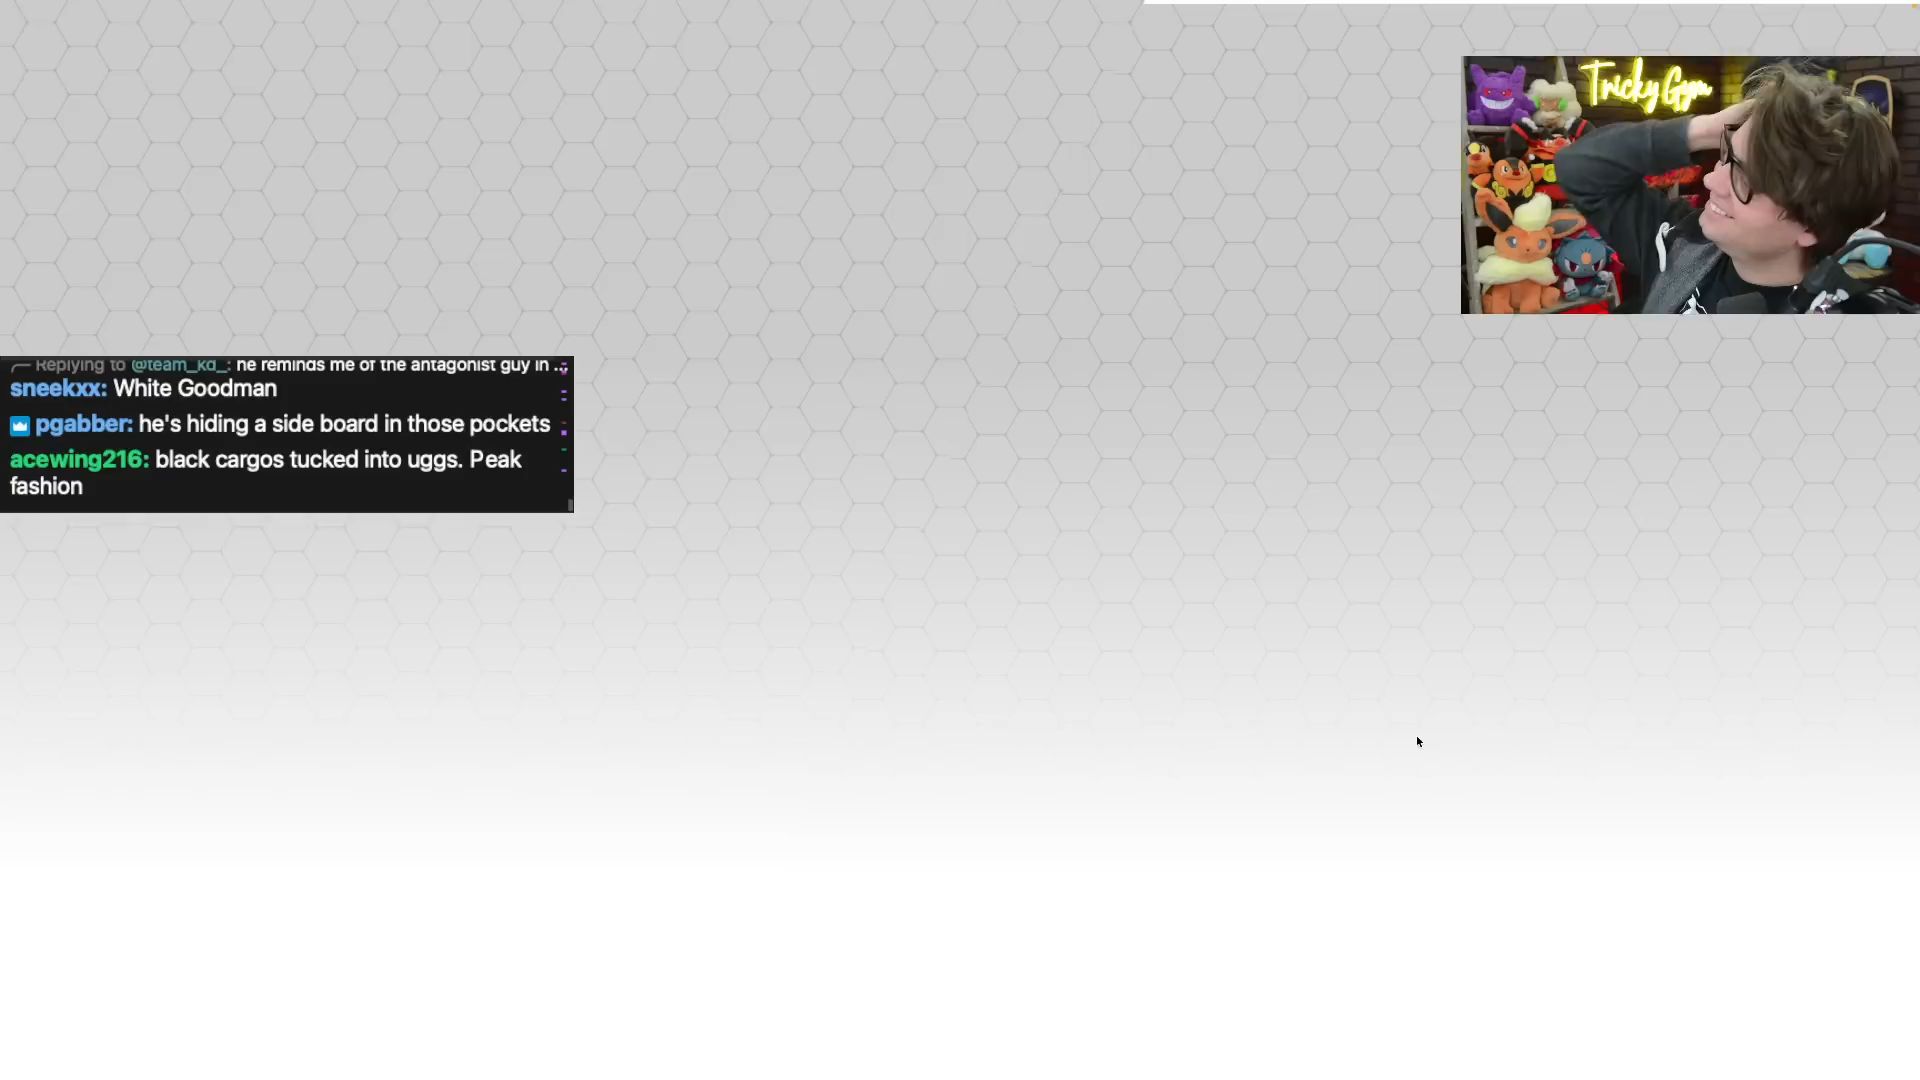 Tricky Gym
Replying to @team_kd_: he reminds me of the antagonist guy in ...
sneekxx: White Goodman
pgabber: he's hiding a side board in those pockets
acewing216: black cargos tucked into uggs. Peak
fashion